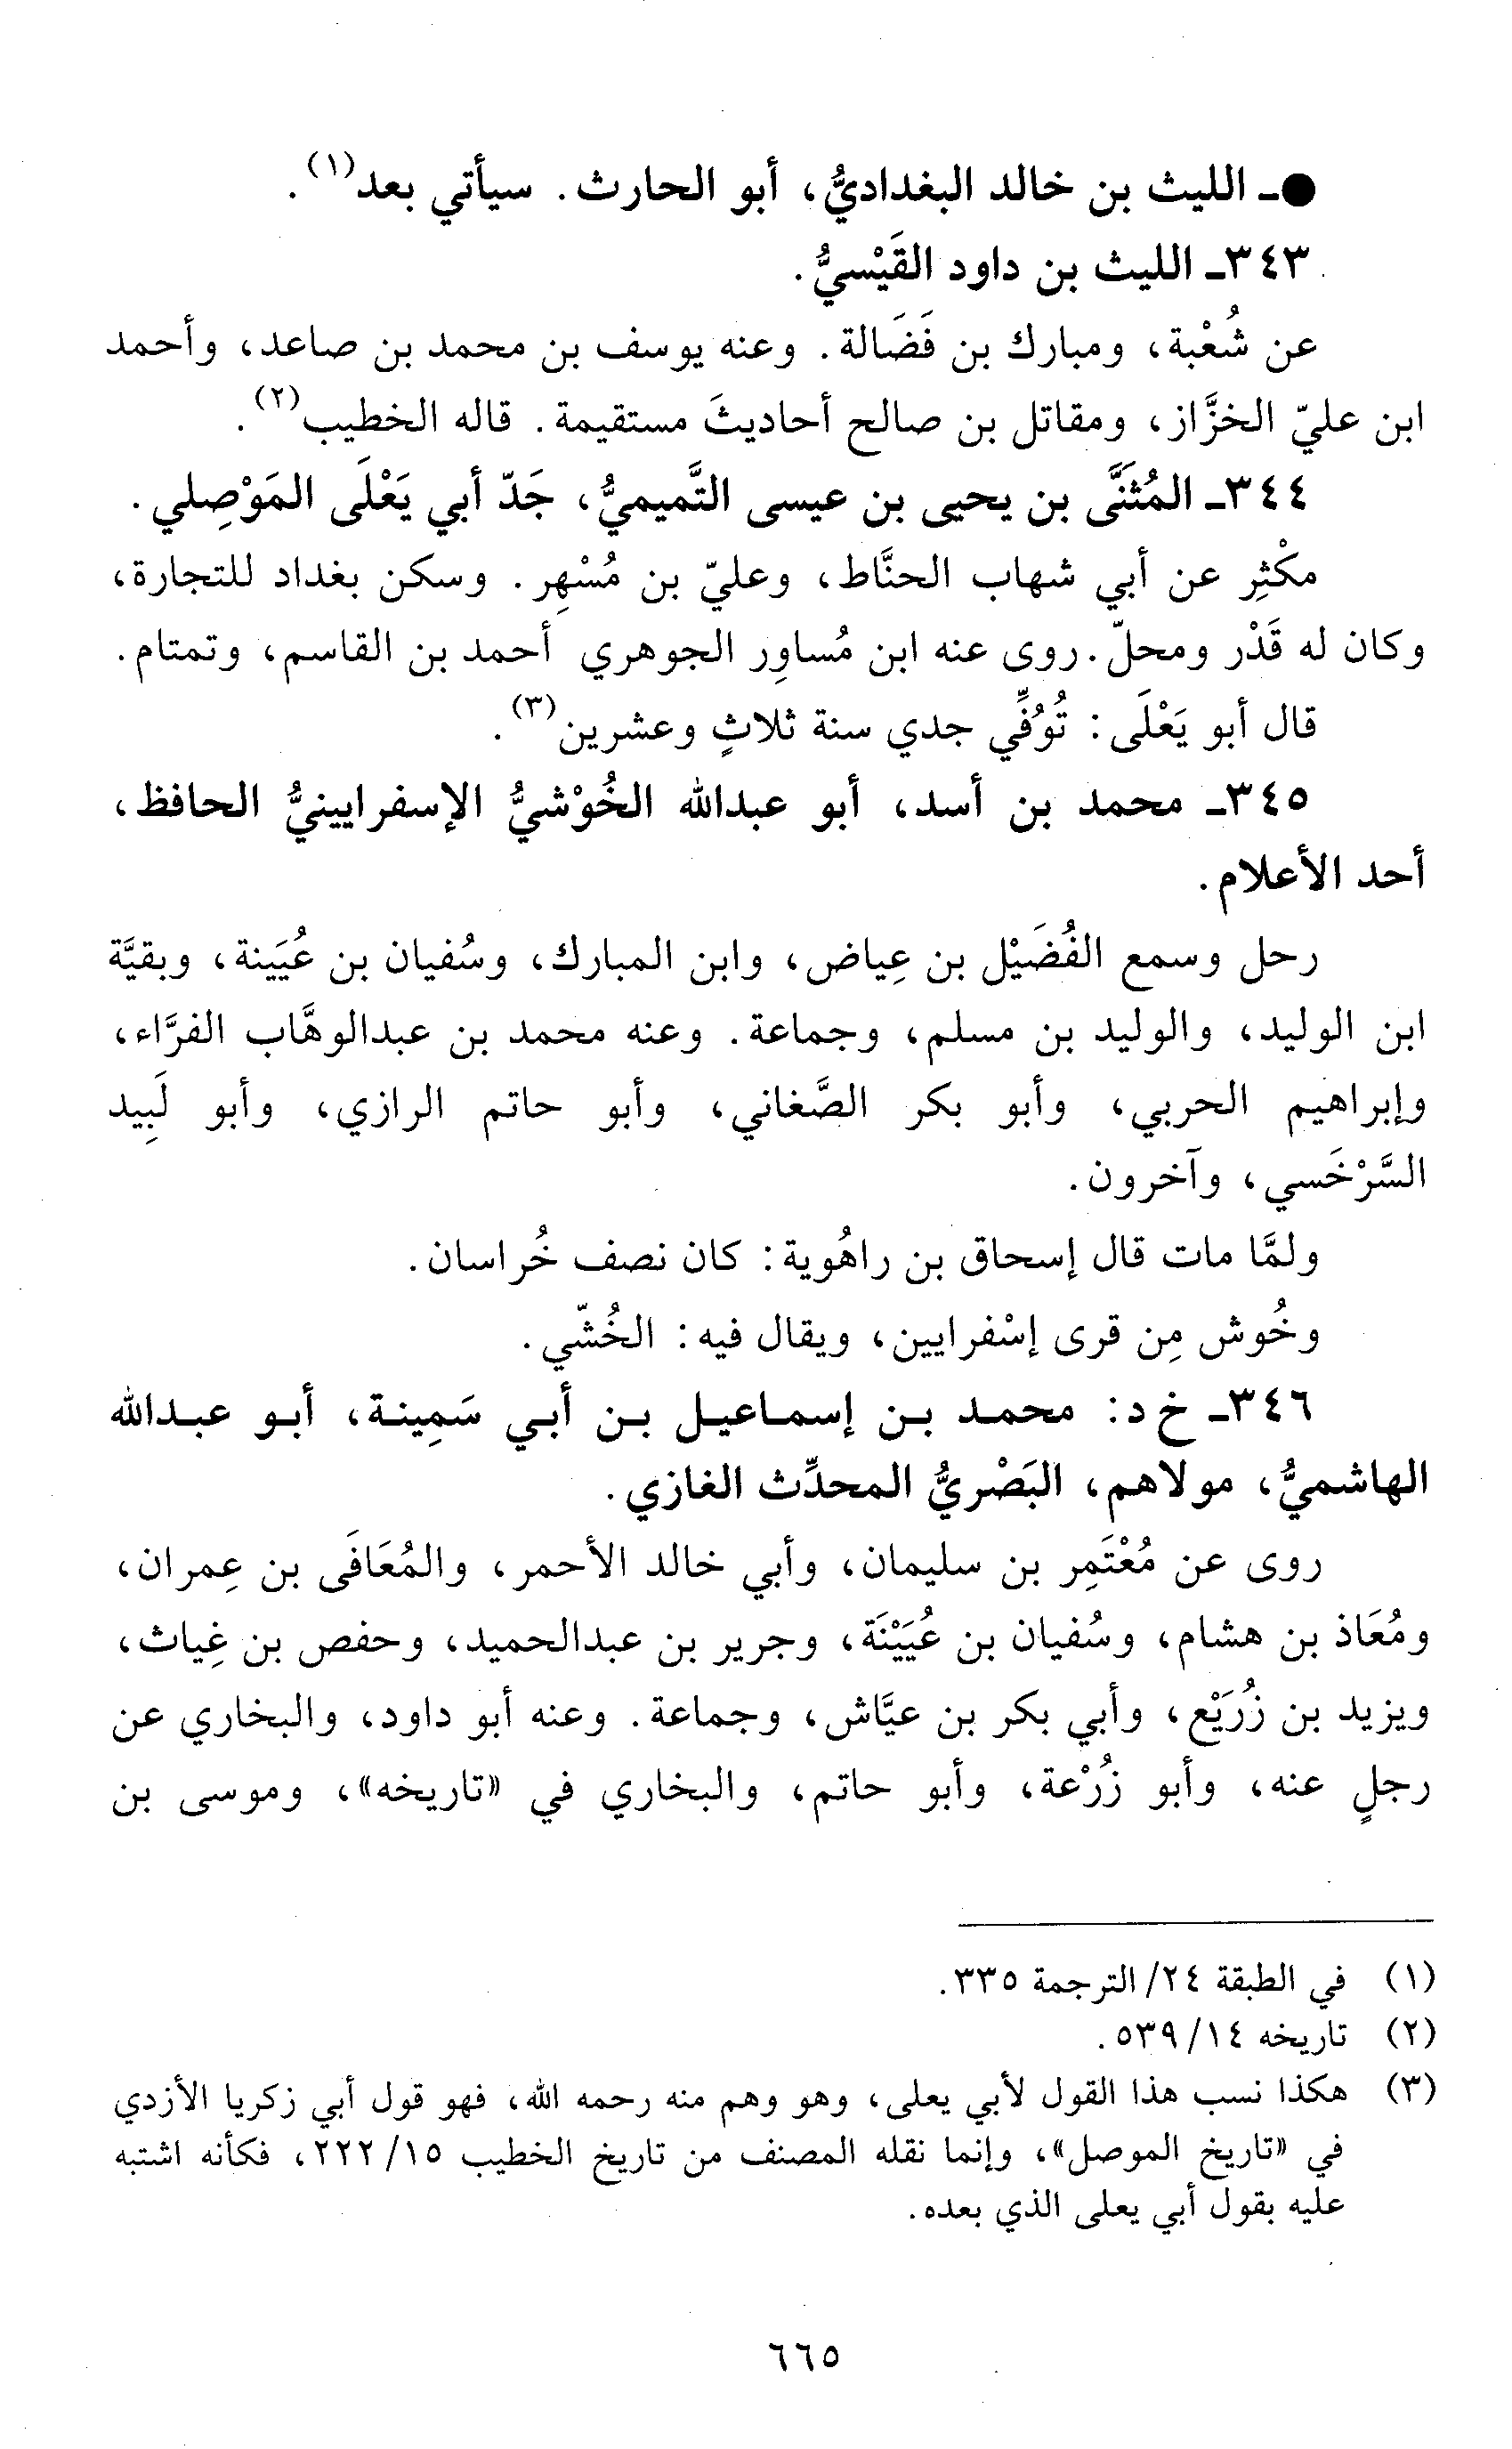 ●ـ الليث بن خالد البغداديُّ، أبو الحارث. سيأتي بعد(١).
٣٤٣ـ الليث بن داود القَيْسيُّ.
عن شُعْبة، ومبارك بن فَضَالة. وعنه يوسف بن محمد بن صاعد، وأحمد
ابن عليّ الخزَّاز، ومقاتل بن صالح أحاديثَ مستقيمة. قاله الخطيب(٢).
٣٤٤ـ المُثَنَّى بن يحيى بن عيسى التَّميميُّ، جَدّ أبي يَعْلَى المَوْصِلي.
مكْثِر عن أبي شهاب الحنَّاط، وعليّ بن مُسْهِر. وسكن بغداد للتجارة،
وكان له قَدْر ومحلّ. روى عنه ابن مُساوِر الجوهري أحمد بن القاسم، وتمتام.
قال أبو يَعْلَى: تُوُفِّي جدي سنة ثلاثٍ وعشرين(٣).
٣٤٥ـ محمد بن أسد، أبو عبدالله الخُوْشيُّ الإسفرايينيُّ الحافظ،
أحد الأعلام.
رحل وسمع الفُضَيْل بن عِياض، وابن المبارك، وسُفيان بن عُيَينة، وبقيَّة
ابن الوليد، والوليد بن مسلم، وجماعة. وعنه محمد بن عبدالوهَّاب الفرَّاء،
وإبراهيم الحربي، وأبو بكر الصَّغاني، وأبو حاتم الرازي، وأبو لَبِيد
السَّرْخَسي، وآخرون.
ولمَّا مات قال إسحاق بن راهُوية: كان نصف خُراسان.
وخُوش مِن قرى إسْفرايين، ويقال فيه: الخُشّي.
٣٤٦ـ خ د: محمد بن إسماعيل بن أبي سَمِينة، أبو عبدالله
الهاشميُّ، مولاهم، البَصْريُّ المحدِّث الغازي.
روى عن مُعْتَمِر بن سليمان، وأبي خالد الأحمر، والمُعَافَى بن عِمران،
ومُعَاذ بن هشام، وسُفيان بن عُيَيْنَة، وجرير بن عبدالحميد، وحفص بن غِياث،
ويزيد بن زُرَيْع، وأبي بكر بن عيَّاش، وجماعة. وعنه أبو داود، والبخاري عن
رجلٍ عنه، وأبو زُرْعة، وأبو حاتم، والبخاري في «تاريخه»، وموسى بن
(١) في الطبقة ٢٤/ الترجمة ٣٣٥.
(٢) تاريخه ١٤/ ٥٣٩.
(٣) هكذا نسب هذا القول لأبي يعلى، وهو وهم منه رحمه الله، فهو قول أبي زكريا الأزدي
في «تاريخ الموصل»، وإنما نقله المصنف من تاريخ الخطيب ١٥/ ٢٢٢، فكأنه اشتبه
عليه بقول أبي يعلى الذي بعده.
٦٦٥